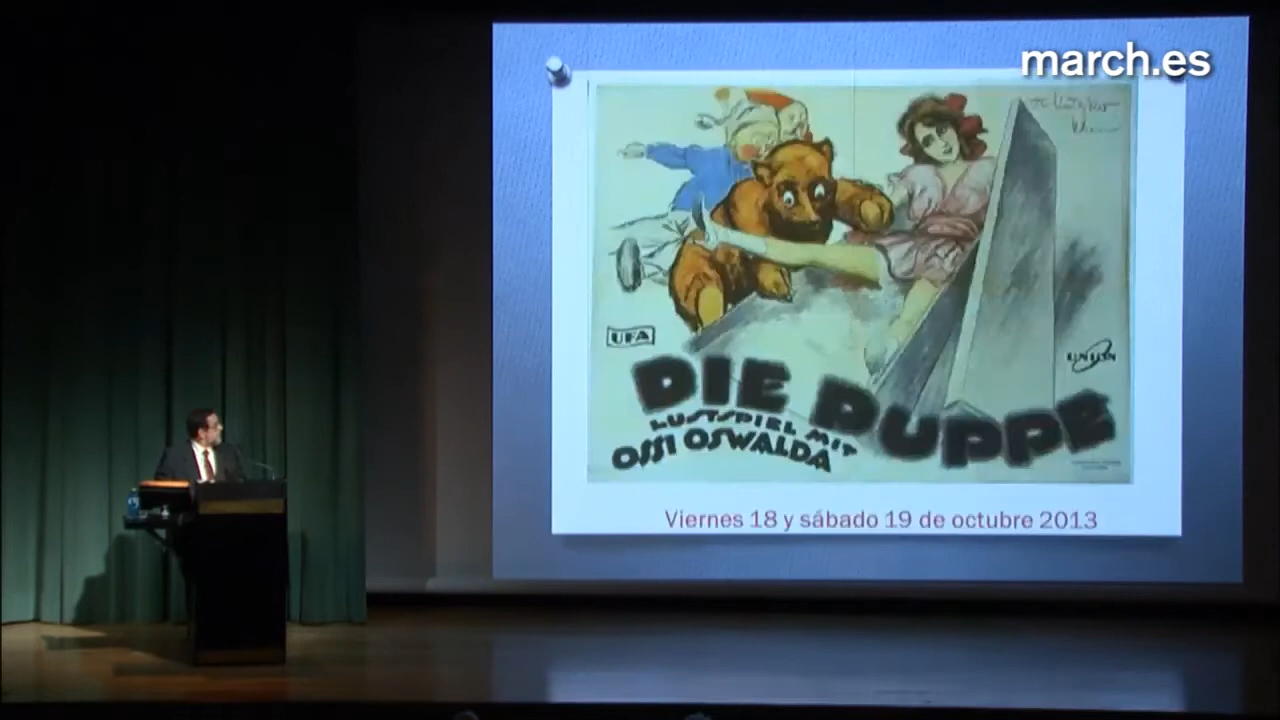 march.es
UFA
DIE PUPPE
LUSTSPIEL MIT
OSSI OSWALDA
Viernes 18 y sábado 19 de octubre 2013